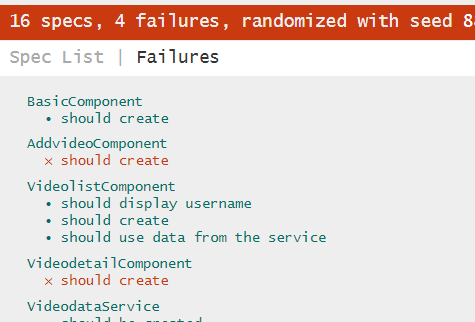 16 specs, 4 failures, randomized with seed 8
Spec List | Failures
BasicComponent
• should create
AddvideoComponent
× should create
VideolistComponent
• should display username
• should create
• should use data from the service
VideodetailComponent
× should create
VideodataService
• should be created